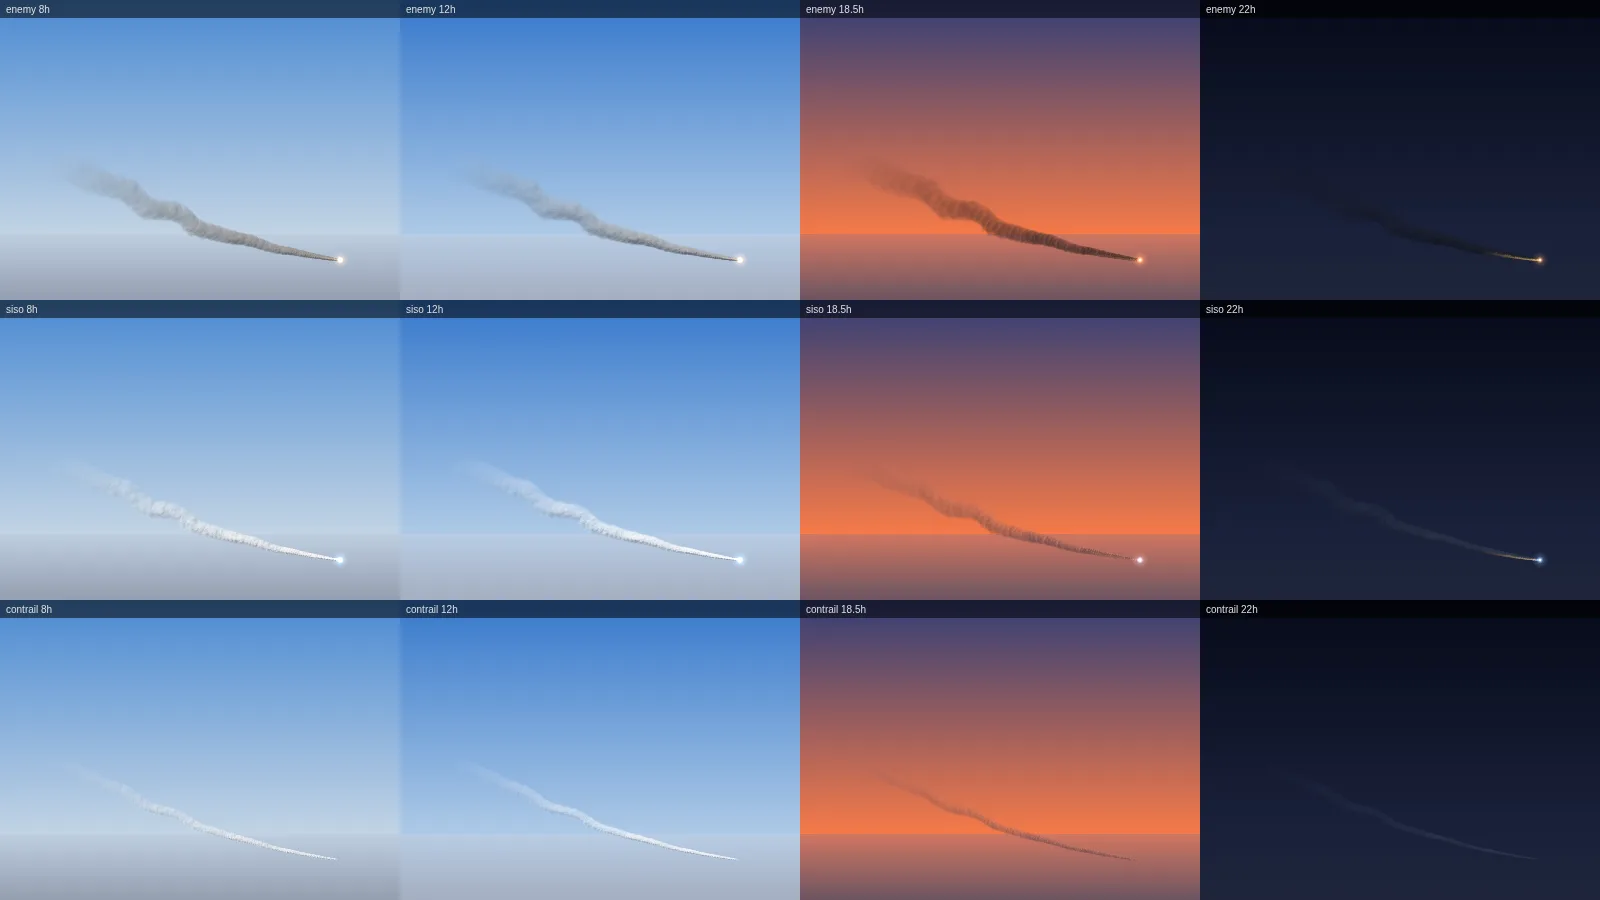 enemy 8h
enemy 12h
enemy 18.5h
enemy 22h
siso 8h
siso 12h
siso 18.5h
siso 22h
contrail 8h
contrail 12h
contrail 18.5h
contrail 22h